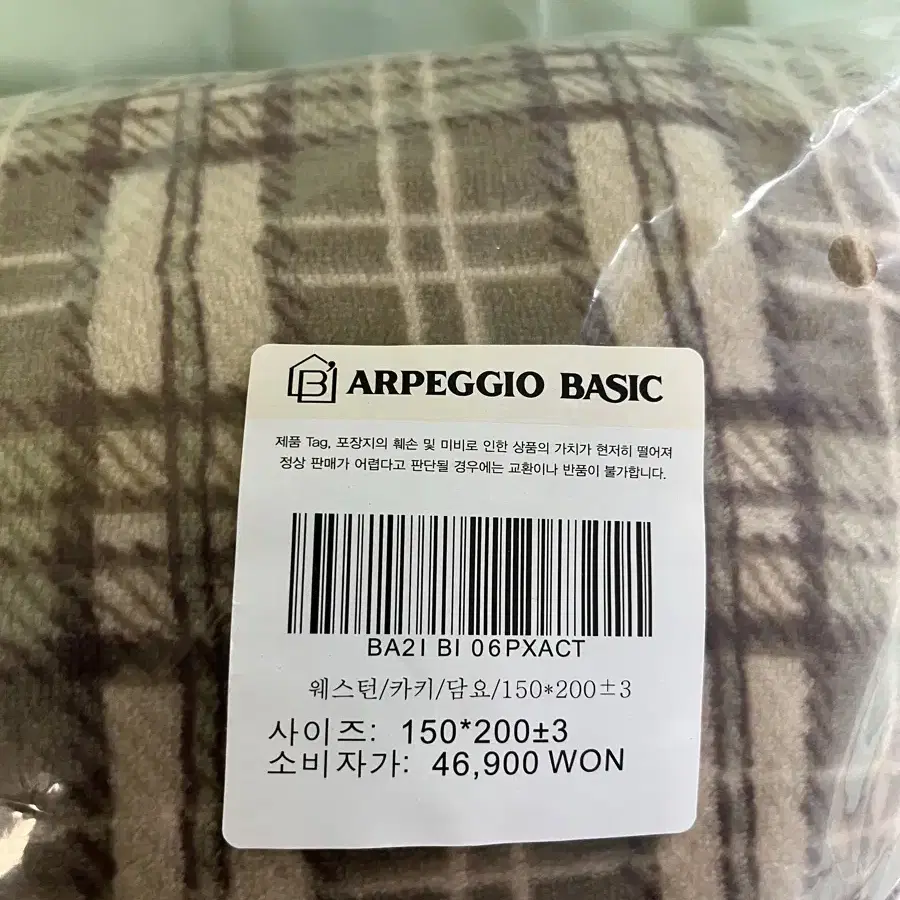 B ARPEGGIO BASIC
제품 Tag, 포장지의 훼손 및 미비로 인한 상품의 가치가 현저히 떨어져
정상 판매가 어렵다고 판단될 경우에는 교환이나 반품이 불가합니다.
BA2I BI 06PXACT
웨스턴/카키/담요/150*200±3
사이즈: 150*200±3
소비자가: 46,900 WON